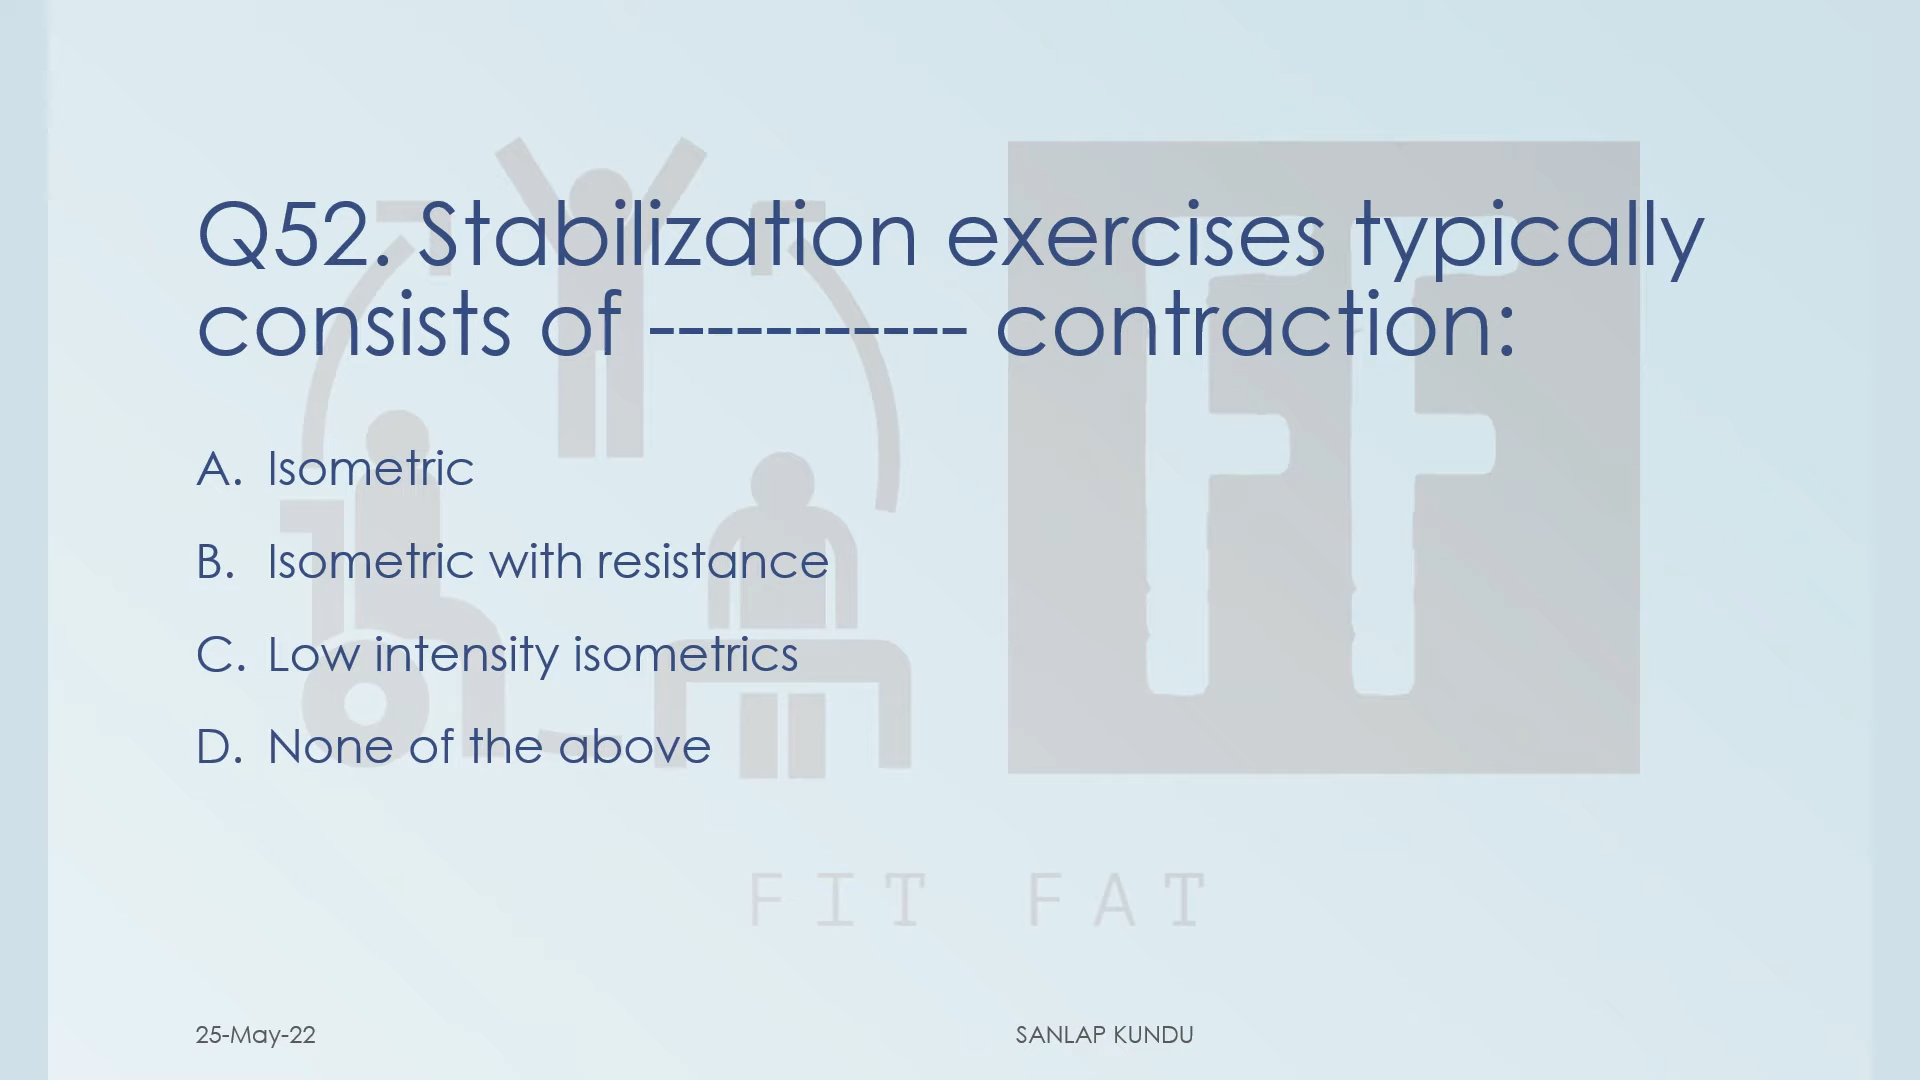 Q52. Stabilization exercises typically
consists of ----------- contraction:
A. Isometric
B. Isometric with resistance
C. Low intensity isometrics
D. None of the above
FF
FIT FAT
25-May-22
SANLAP KUNDU